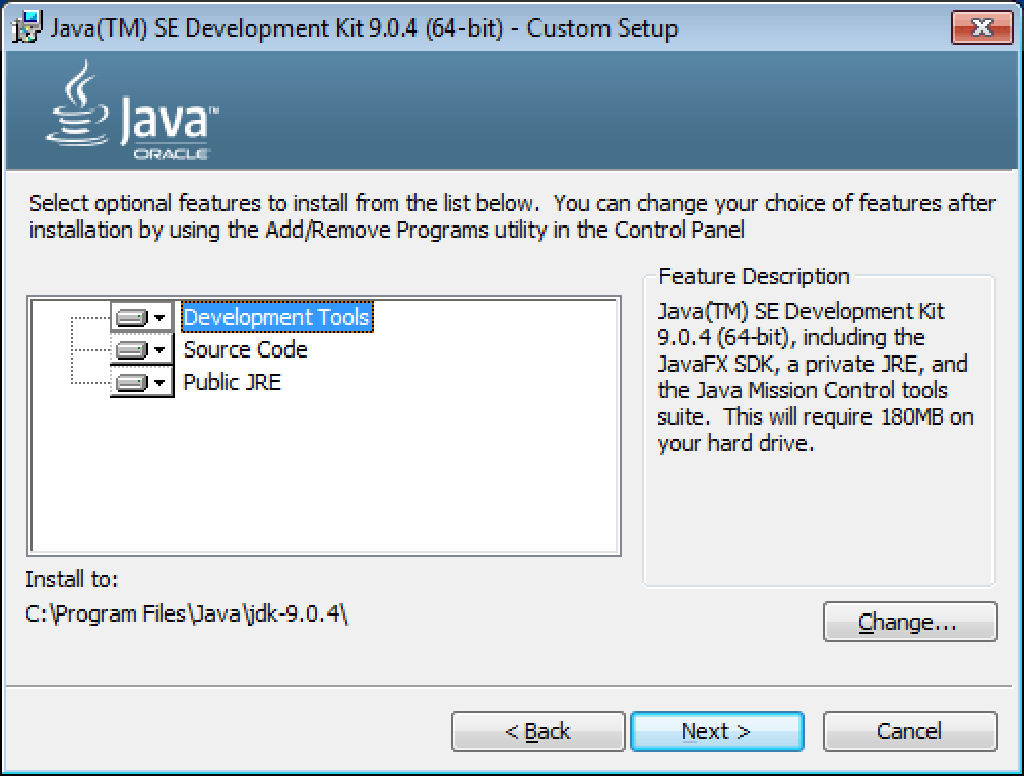 Java(TM) SE Development Kit 9.0.4 (64-bit) - Custom Setup
Java™
ORACLE
Select optional features to install from the list below.  You can change your choice of features after
installation by using the Add/Remove Programs utility in the Control Panel
Development Tools
Source Code
Public JRE
Feature Description
Java(TM) SE Development Kit
9.0.4 (64-bit), including the
JavaFX SDK, a private JRE, and
the Java Mission Control tools
suite.  This will require 180MB on
your hard drive.
Install to:
C:\Program Files\Java\jdk-9.0.4\
Change...
< Back
Next >
Cancel